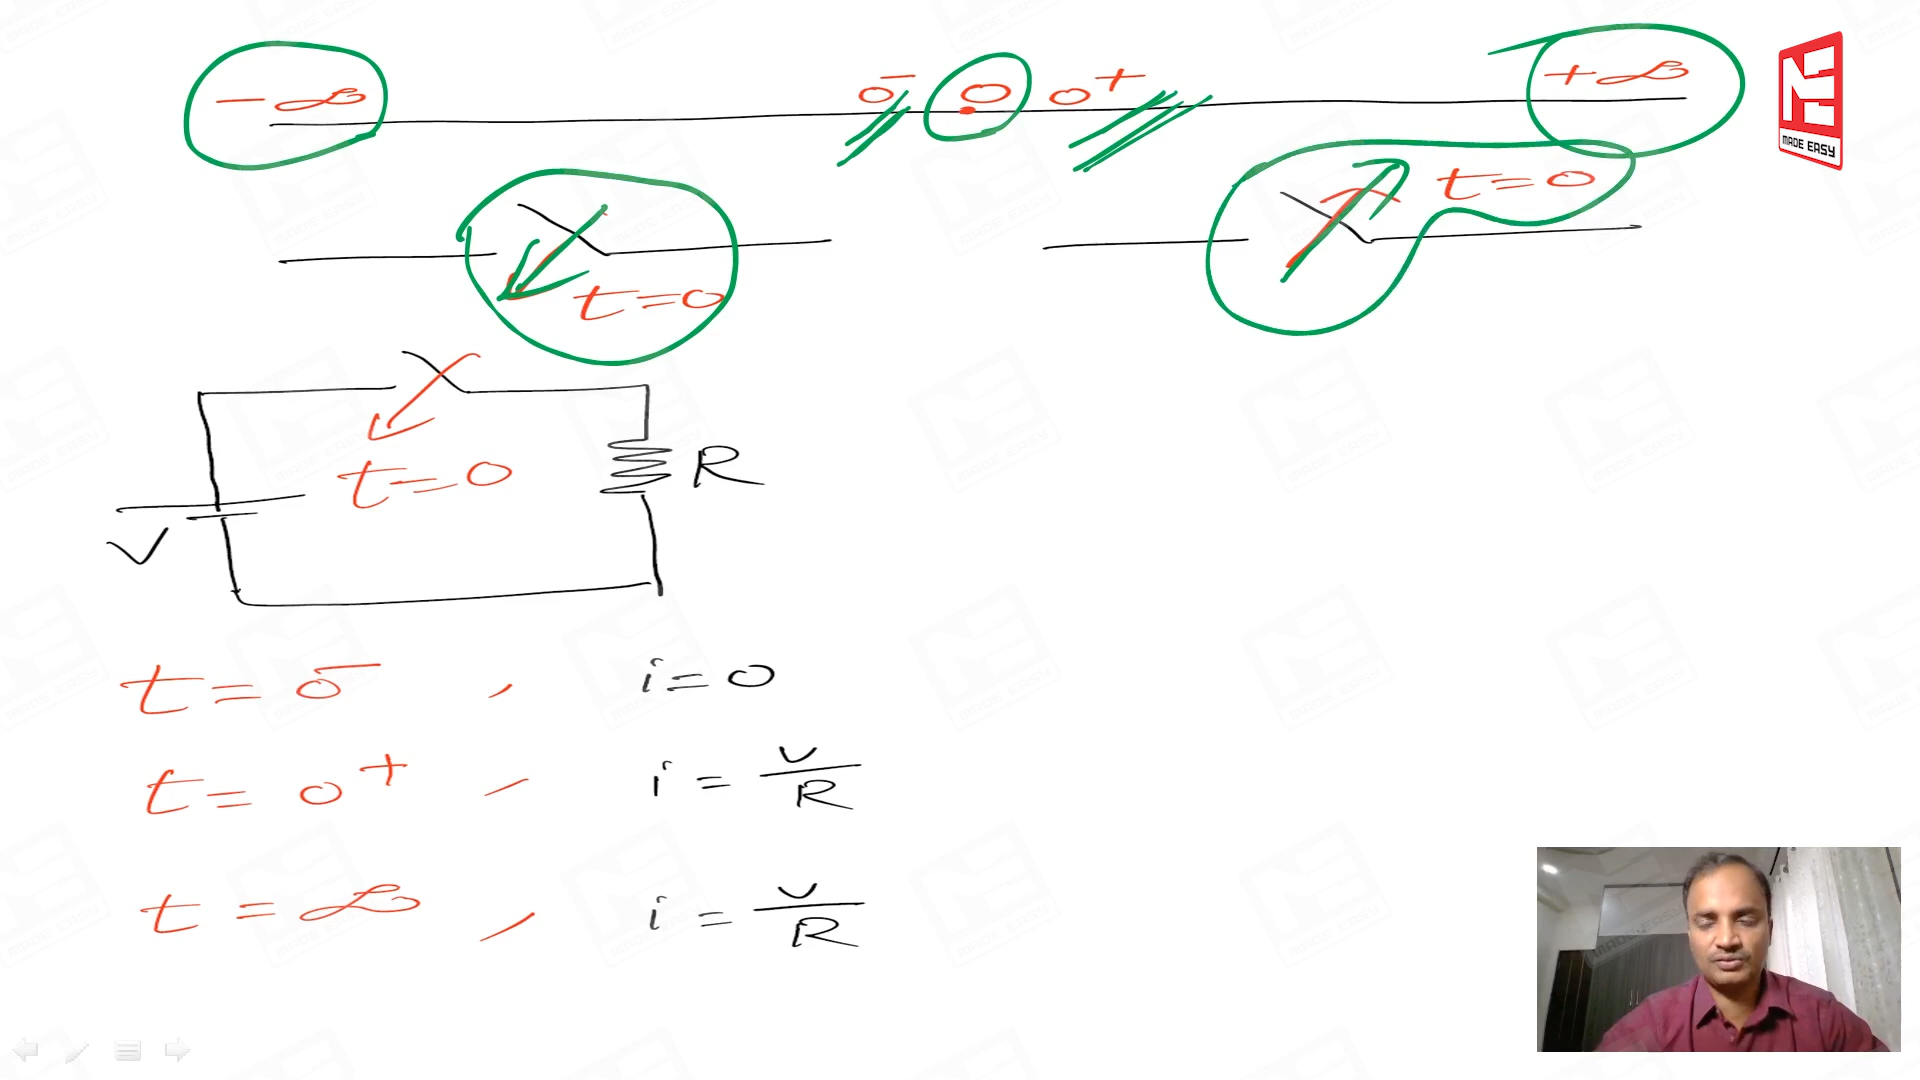 -∞ 0⁻ 0 0⁺ +∞
t=0
t=0
t=0
R
V
t=0⁻, i=0
t=0⁺, i=V/R
t=∞, i=V/R
MADE EASY